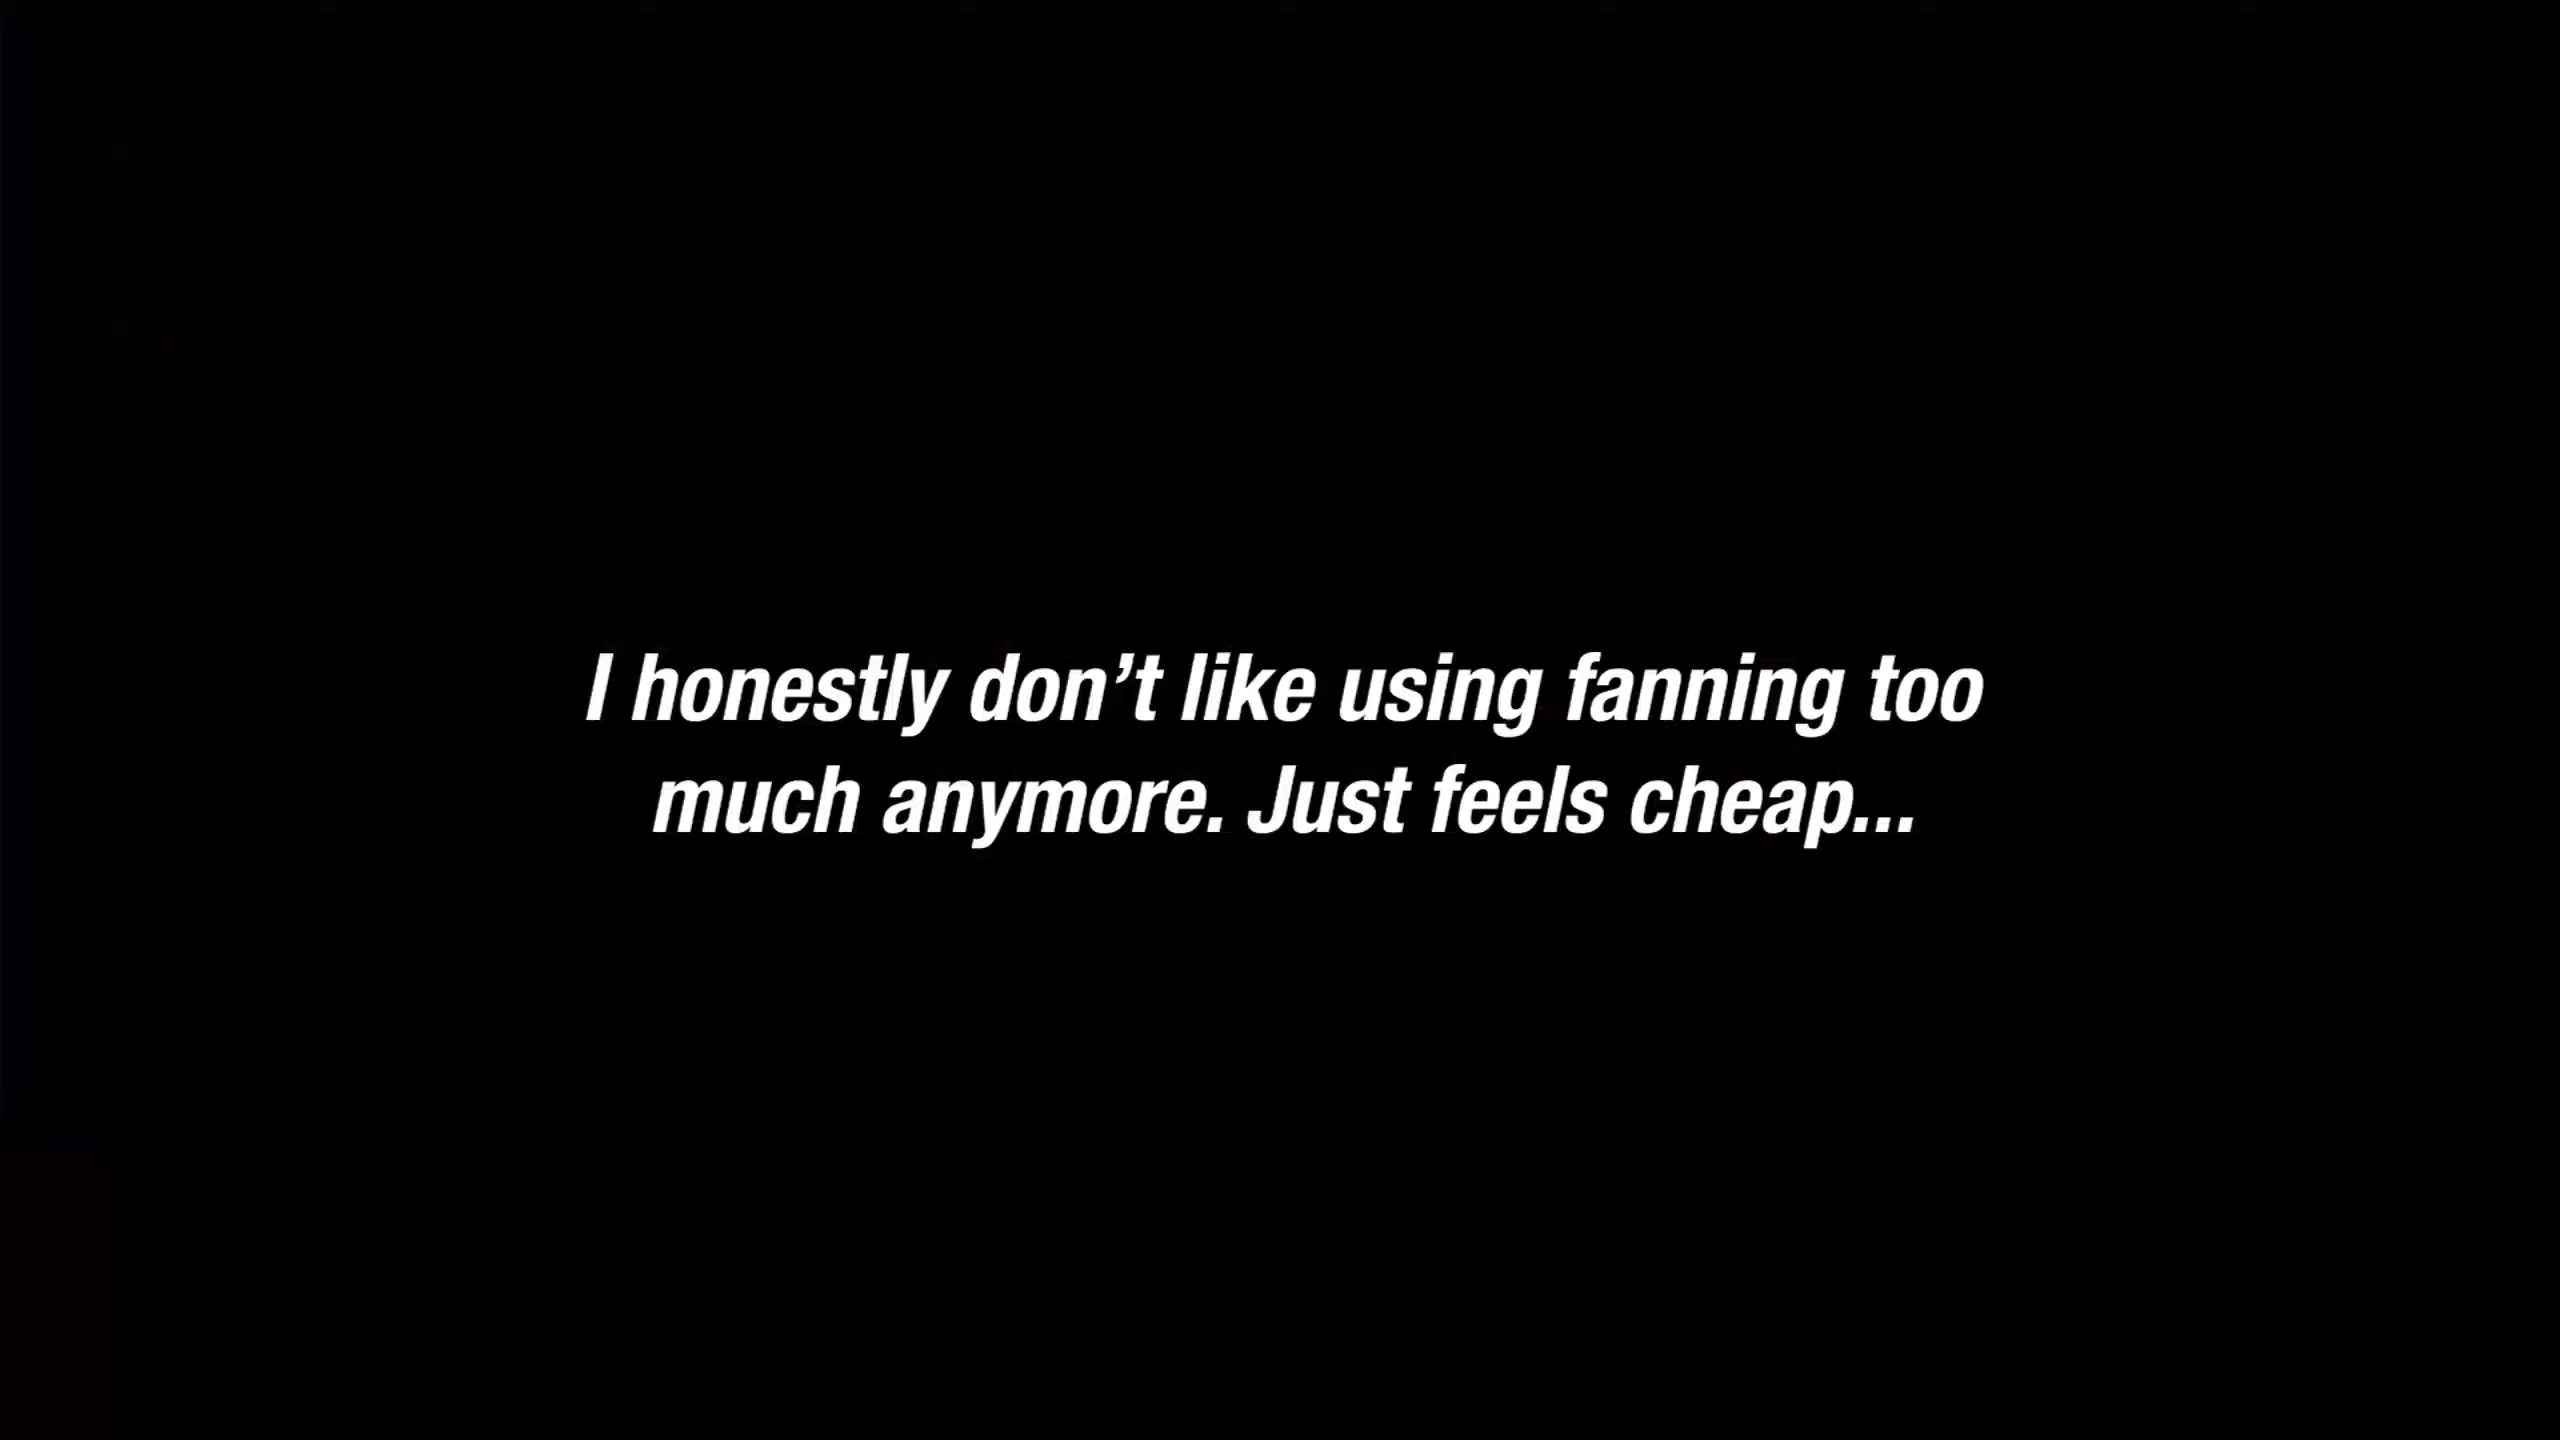 I honestly don’t like using fanning too
much anymore. Just feels cheap...